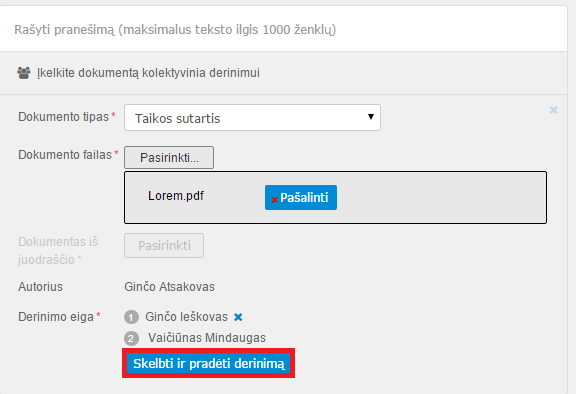 Rašyti pranešimą (maksimalus teksto ilgis 1000 ženklų)
Įkelkite dokumentą kolektyvinia derinimui
Dokumento tipas * Taikos sutartis
Dokumento failas * Pasirinkti...
Lorem.pdf Pašalinti
Dokumentas iš juodraščio * Pasirinkti
Autorius Ginčo Atsakovas
Derinimo eiga * 1 Ginčo Ieškovas
2 Vaičiūnas Mindaugas
Skelbti ir pradėti derinimą